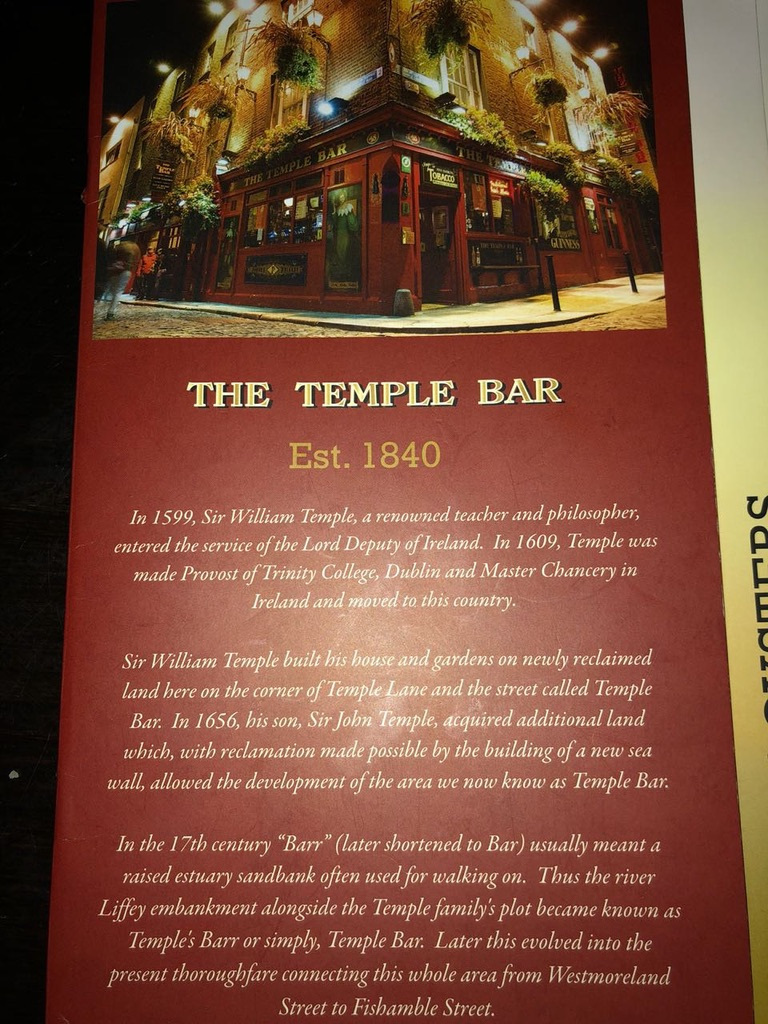 THE TEMPLE BAR
THE TE
TOBACCO
GUINNESS
THE TEMPLE BAR
Est. 1840
In 1599, Sir William Temple, a renowned teacher and philosopher,
entered the service of the Lord Deputy of Ireland. In 1609, Temple was
made Provost of Trinity College, Dublin and Master Chancery in
Ireland and moved to this country.
Sir William Temple built his house and gardens on newly reclaimed
land here on the corner of Temple Lane and the street called Temple
Bar. In 1656, his son, Sir John Temple, acquired additional land
which, with reclamation made possible by the building of a new sea
wall, allowed the development of the area we now know as Temple Bar.
In the 17th century “Barr” (later shortened to Bar) usually meant a
raised estuary sandbank often used for walking on. Thus the river
Liffey embankment alongside the Temple family's plot became known as
Temple's Barr or simply, Temple Bar. Later this evolved into the
present thoroughfare connecting this whole area from Westmoreland
Street to Fishamble Street.